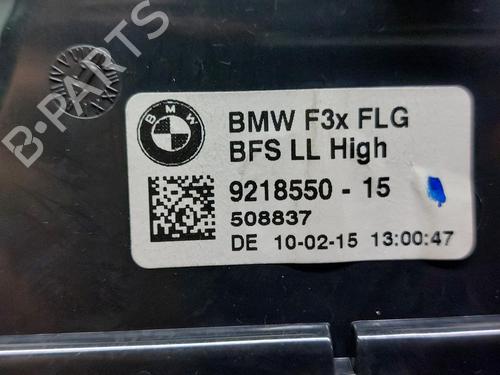 B-PARTS
BMW
BMW F3x FLG
BFS LL High
9218550 - 15
508837
DE 10-02-15 13:00:47